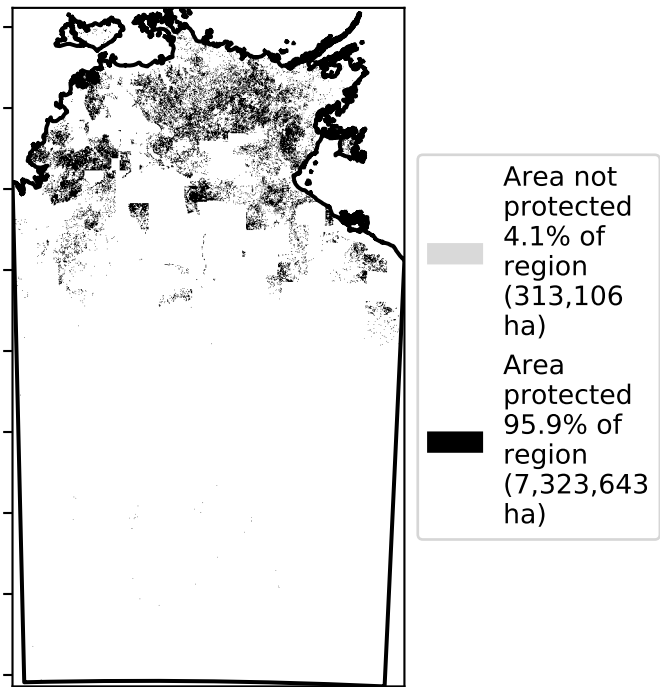 Area not
protected
4.1% of
region
(313,106
ha)
Area
protected
95.9% of
region
(7,323,643
ha)